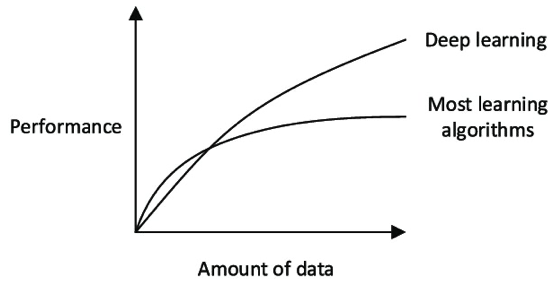 Deep learning
Most learning
algorithms
Performance
Amount of data